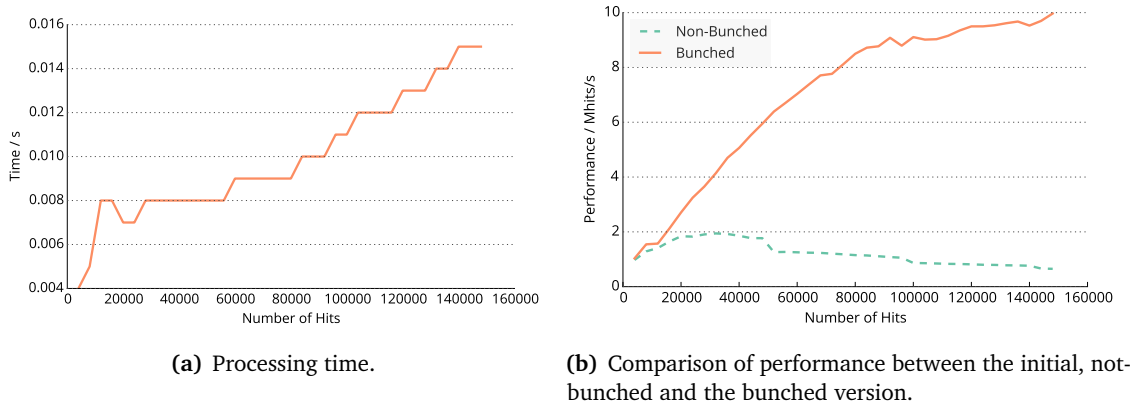 0.016
0.014
0.012
0.010
0.008
0.006
0.004
Time / s
0 20000 40000 60000 80000 100000 120000 140000 160000
Number of Hits
(a) Processing time.
10
8
6
4
2
0
Performance / Mhits/s
Non-Bunched
Bunched
0 20000 40000 60000 80000 100000 120000 140000 160000
Number of Hits
(b) Comparison of performance between the initial, not-
bunched and the bunched version.